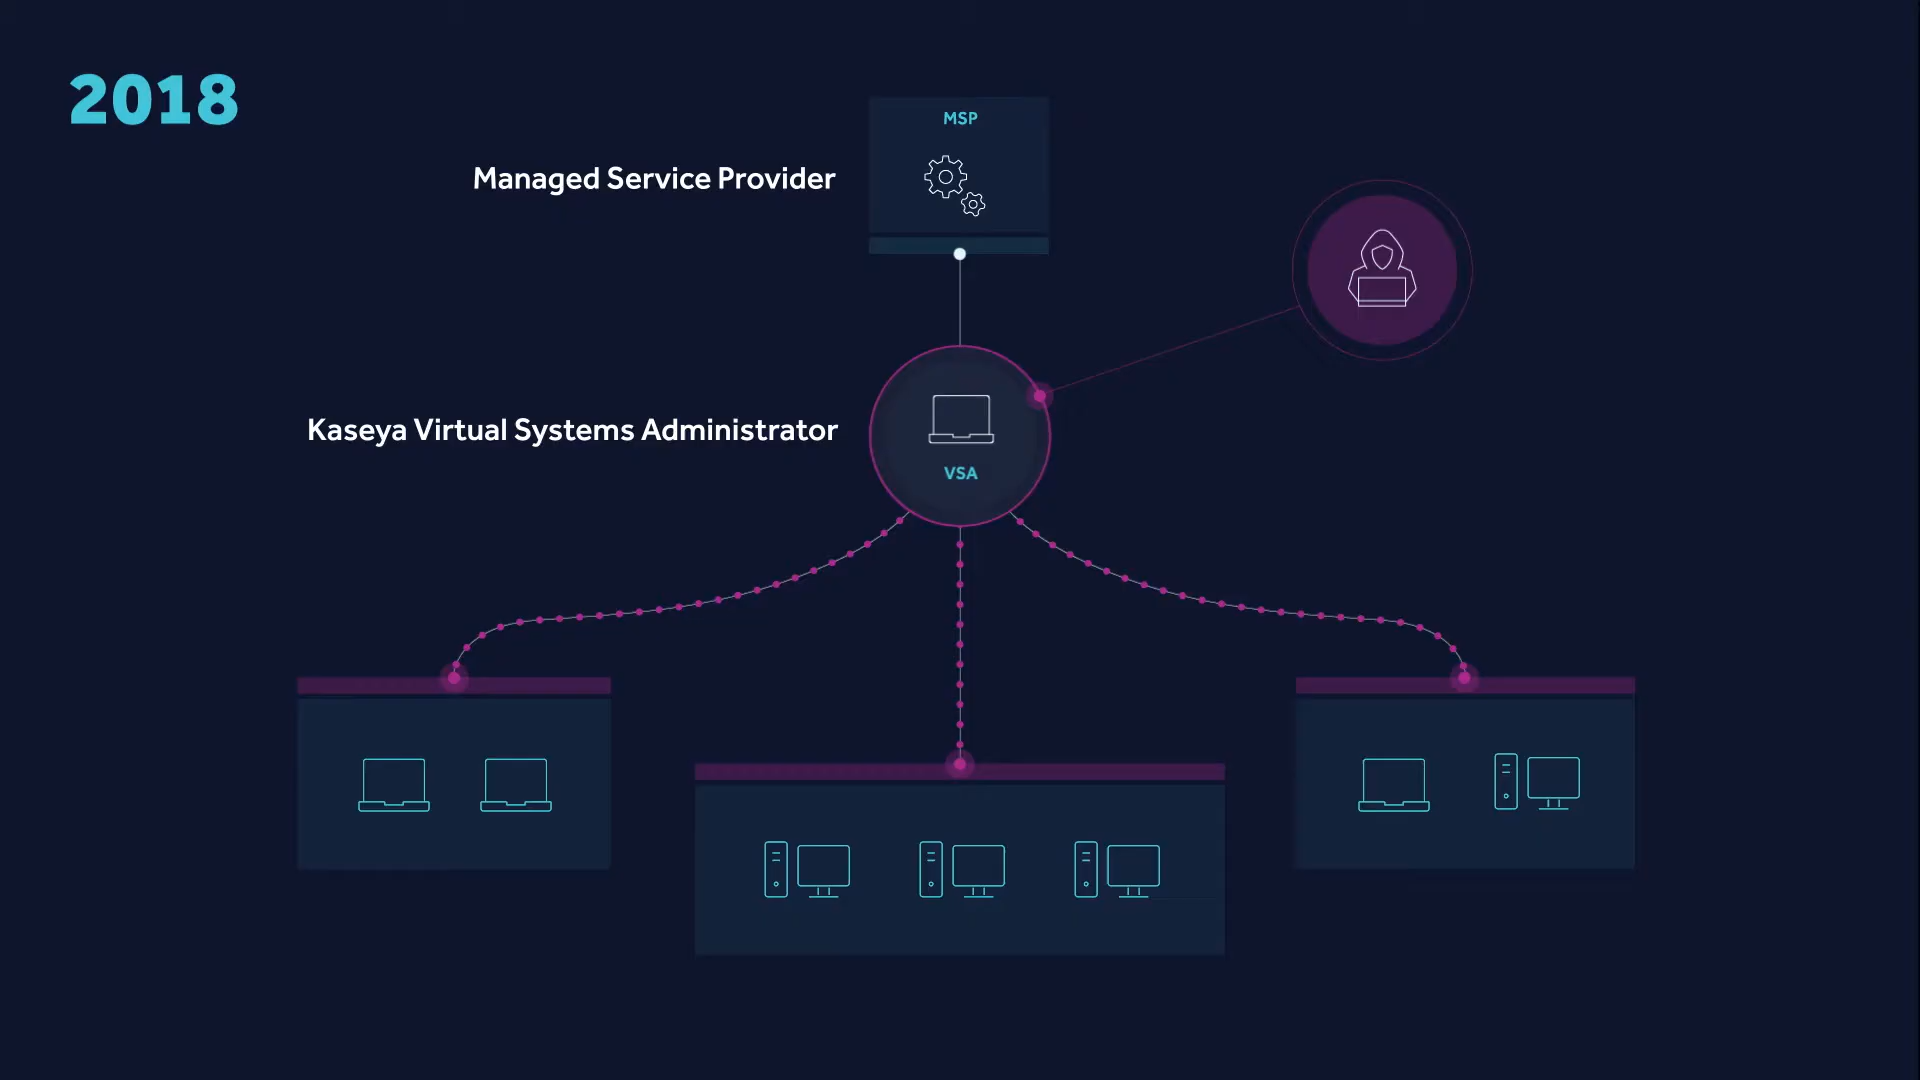 2018
MSP
Managed Service Provider
Kaseya Virtual Systems Administrator
VSA